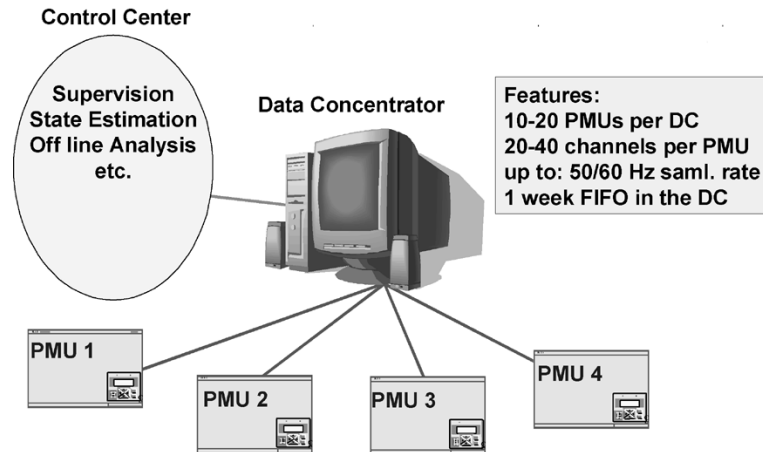 Control Center
Supervision
State Estimation
Off line Analysis
etc.
Data Concentrator
Features:
10-20 PMUs per DC
20-40 channels per PMU
up to: 50/60 Hz saml. rate
1 week FIFO in the DC
PMU 1
PMU 2
PMU 3
PMU 4